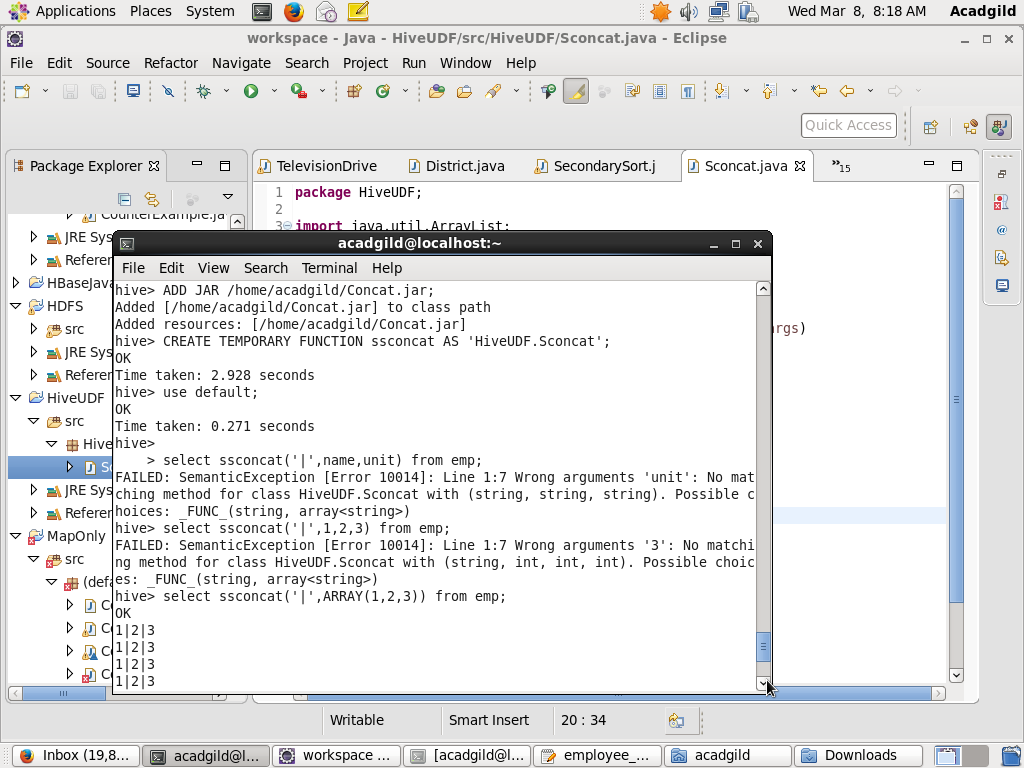 Applications Places System Wed Mar 8, 8:18 AM Acadgild
workspace - Java - HiveUDF/src/HiveUDF/Sconcat.java - Eclipse
File Edit Source Refactor Navigate Search Project Run Window Help
Quick Access
Package Explorer TelevisionDrive District.java SecondarySort.j Sconcat.java »15
1 package HiveUDF;
2
CounterExample.ja
3 import java.util.ArrayList;
JRE Sys
Referen
HBaseJava
HDFS
src
rgs)
JRE Sys
Referen
HiveUDF
src
Hive
JRE Sys
Referen
MapOnly
src
(defa
acadgild@localhost:~
File Edit View Search Terminal Help
hive> ADD JAR /home/acadgild/Concat.jar;
Added [/home/acadgild/Concat.jar] to class path
Added resources: [/home/acadgild/Concat.jar]
hive> CREATE TEMPORARY FUNCTION ssconcat AS 'HiveUDF.Sconcat';
OK
Time taken: 2.928 seconds
hive> use default;
OK
Time taken: 0.271 seconds
hive>
    > select ssconcat('|',name,unit) from emp;
FAILED: SemanticException [Error 10014]: Line 1:7 Wrong arguments 'unit': No mat
ching method for class HiveUDF.Sconcat with (string, string, string). Possible c
hoices: _FUNC_(string, array<string>)
hive> select ssconcat('|',1,2,3) from emp;
FAILED: SemanticException [Error 10014]: Line 1:7 Wrong arguments '3': No matchi
ng method for class HiveUDF.Sconcat with (string, int, int, int). Possible choic
es: _FUNC_(string, array<string>)
hive> select ssconcat('|',ARRAY(1,2,3)) from emp;
OK
1|2|3
1|2|3
1|2|3
1|2|3
Writable Smart Insert 20 : 34
Inbox (19,8... acadgild@l... workspace ... [acadgild@l... employee_... acadgild Downloads